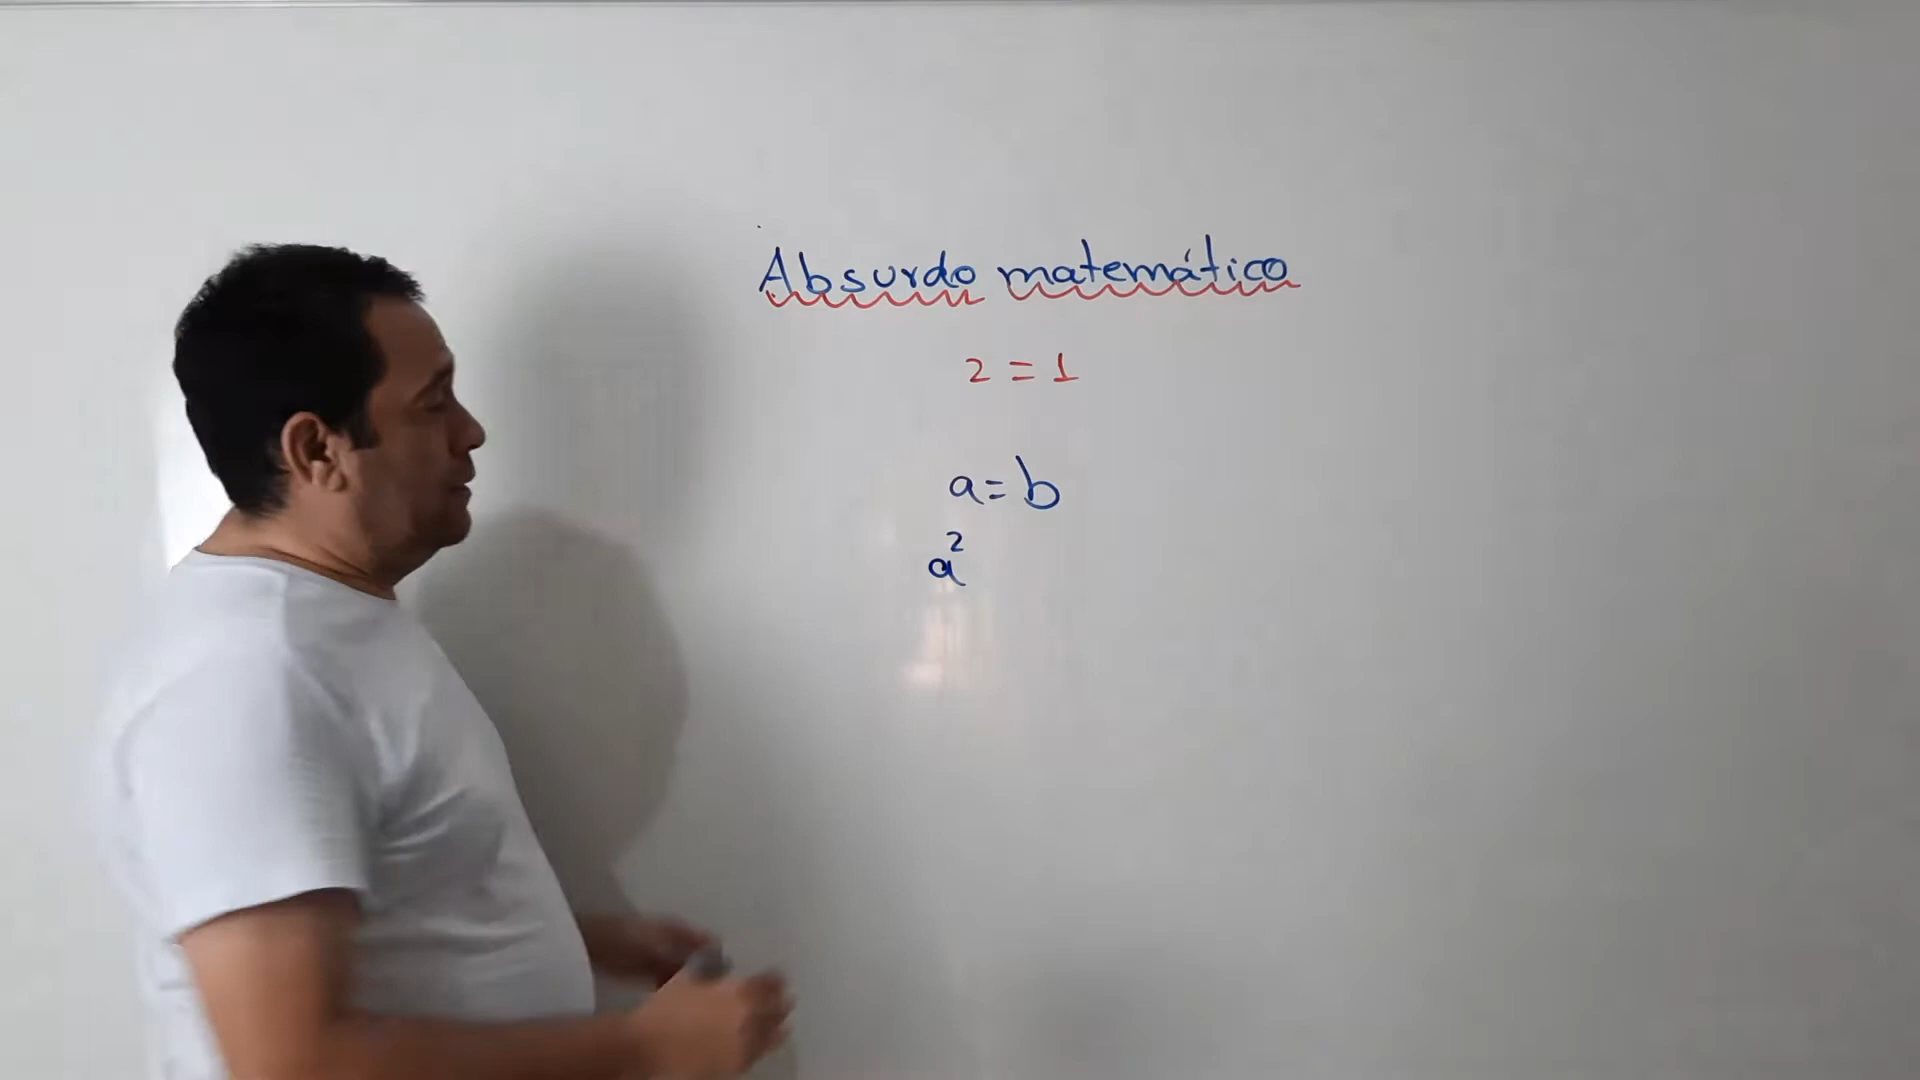 Absurdo matemático
2 = 1
a = b
a²